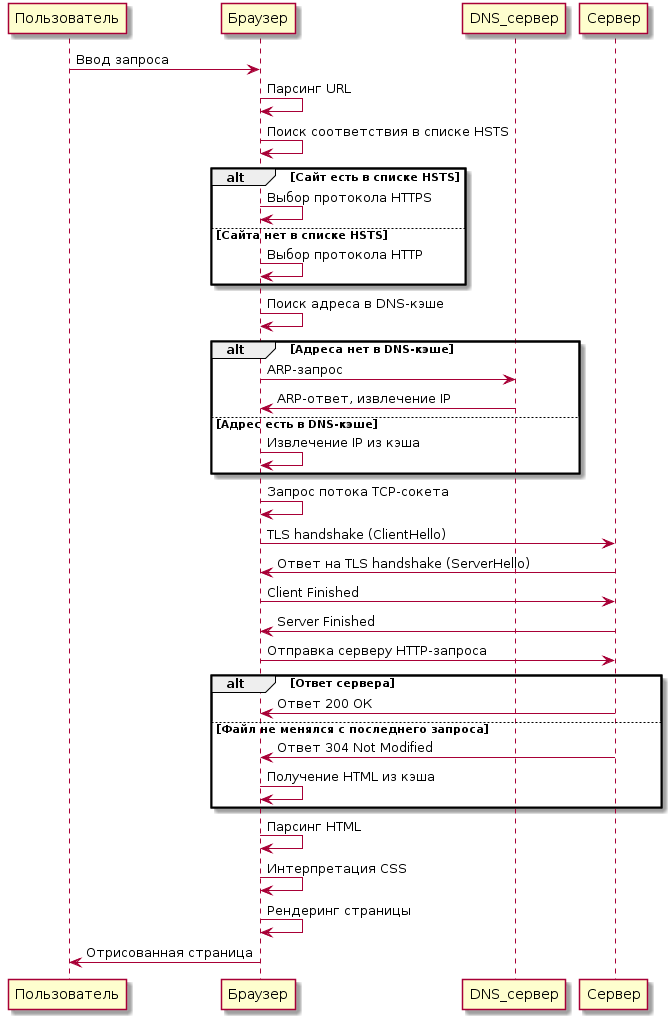 Пользователь
Браузер
DNS_сервер
Сервер
Ввод запроса
Парсинг URL
Поиск соответствия в списке HSTS
alt
[Сайт есть в списке HSTS]
Выбор протокола HTTPS
[Сайта нет в списке HSTS]
Выбор протокола HTTP
Поиск адреса в DNS-кэше
alt
[Адреса нет в DNS-кэше]
ARP-запрос
ARP-ответ, извлечение IP
[Адрес есть в DNS-кэше]
Извлечение IP из кэша
Запрос потока TCP-сокета
TLS handshake (ClientHello)
Ответ на TLS handshake (ServerHello)
Client Finished
Server Finished
Отправка серверу HTTP-запроса
alt
[Ответ сервера]
Ответ 200 OK
[Файл не менялся с последнего запроса]
Ответ 304 Not Modified
Получение HTML из кэша
Парсинг HTML
Интерпретация CSS
Рендеринг страницы
Отрисованная страница
Пользователь
Браузер
DNS_сервер
Сервер